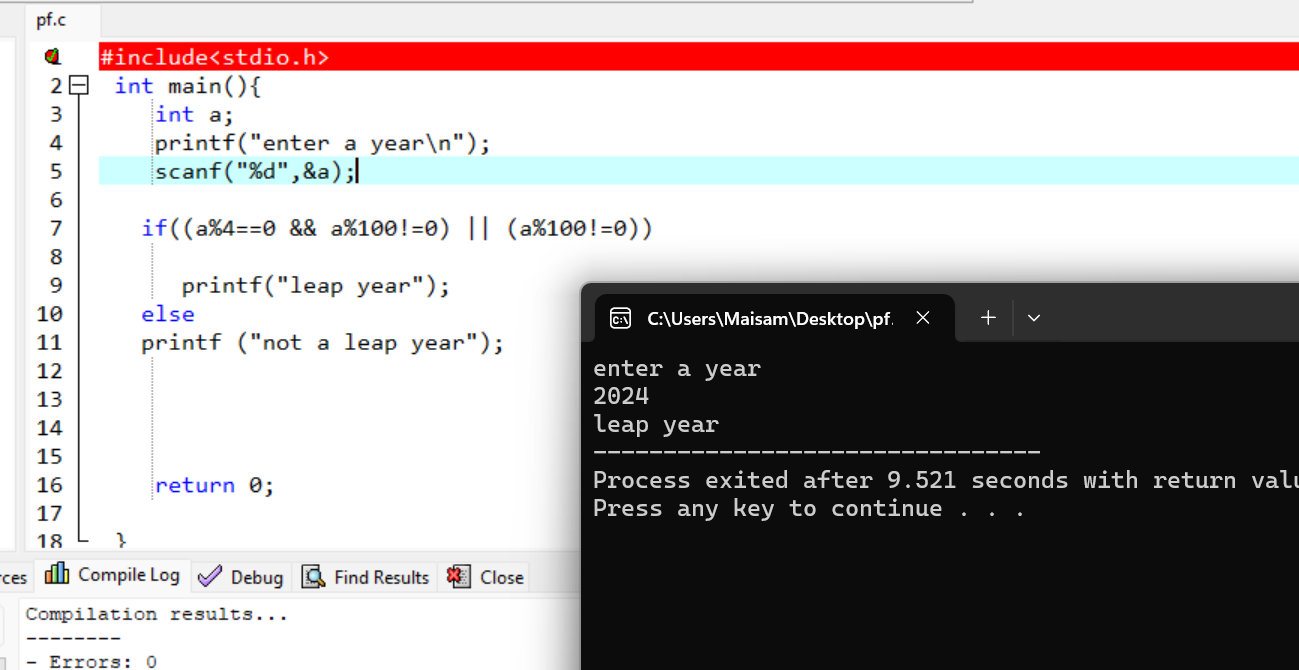 pf.c
#include<stdio.h>
2 int main(){
3 int a;
4 printf("enter a year\n");
5 scanf("%d",&a);
6
7 if((a%4==0 && a%100!=0) || (a%100!=0))
8
9 printf("leap year");
10 else
11 printf ("not a leap year");
12
13
14
15
16 return 0;
17
18 }
C:\Users\Maisam\Desktop\pf.
enter a year
2024
leap year
--------------------------------
Process exited after 9.521 seconds with return valu
Press any key to continue . . .
rces Compile Log Debug Find Results Close
Compilation results...
--------
- Errors: 0